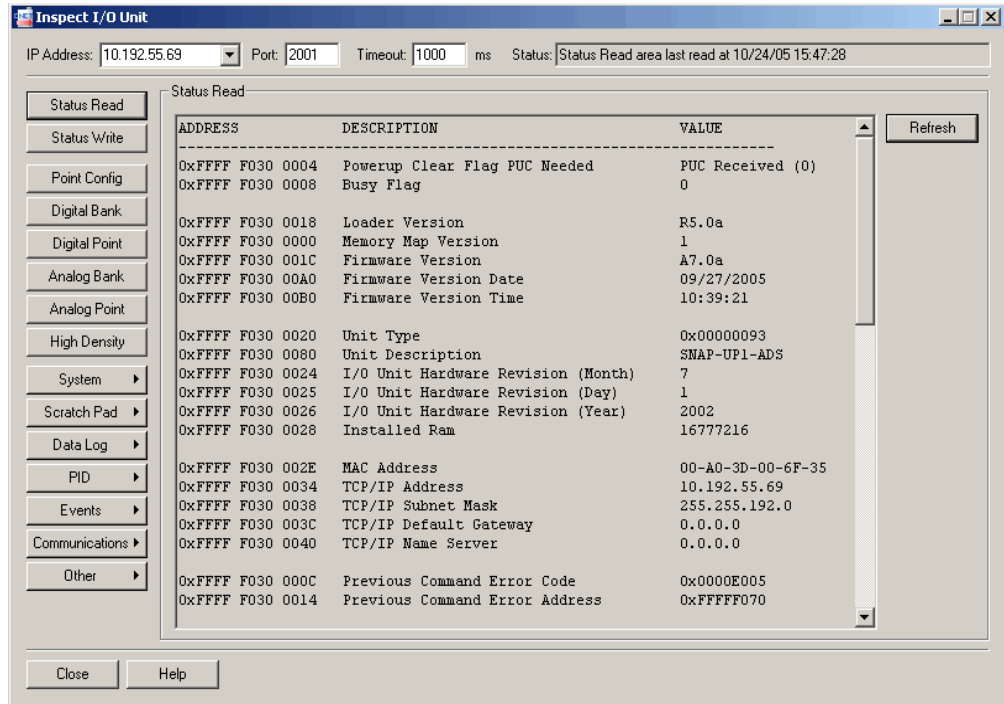 Inspect I/O Unit
IP Address: 10.192.55.69 Port: 2001 Timeout: 1000 ms Status: Status Read area last read at 10/24/05 15:47:28
Status Read
Status Write
Point Config
Digital Bank
Digital Point
Analog Bank
Analog Point
High Density
System
Scratch Pad
Data Log
PID
Events
Communications
Other
Status Read
ADDRESS DESCRIPTION VALUE
0xFFFF F030 0004 Powerup Clear Flag PUC Needed PUC Received (0)
0xFFFF F030 0008 Busy Flag 0
0xFFFF F030 0018 Loader Version R5.0a
0xFFFF F030 0000 Memory Map Version 1
0xFFFF F030 001C Firmware Version A7.0a
0xFFFF F030 00A0 Firmware Version Date 09/27/2005
0xFFFF F030 00B0 Firmware Version Time 10:39:21
0xFFFF F030 0020 Unit Type 0x00000093
0xFFFF F030 0080 Unit Description SNAP-UP1-ADS
0xFFFF F030 0024 I/O Unit Hardware Revision (Month) 7
0xFFFF F030 0025 I/O Unit Hardware Revision (Day) 1
0xFFFF F030 0026 I/O Unit Hardware Revision (Year) 2002
0xFFFF F030 0028 Installed Ram 16777216
0xFFFF F030 002E MAC Address 00-A0-3D-00-6F-35
0xFFFF F030 0034 TCP/IP Address 10.192.55.69
0xFFFF F030 0038 TCP/IP Subnet Mask 255.255.192.0
0xFFFF F030 003C TCP/IP Default Gateway 0.0.0.0
0xFFFF F030 0040 TCP/IP Name Server 0.0.0.0
0xFFFF F030 000C Previous Command Error Code 0x0000E005
0xFFFF F030 0014 Previous Command Error Address 0xFFFFF070
Refresh
Close Help